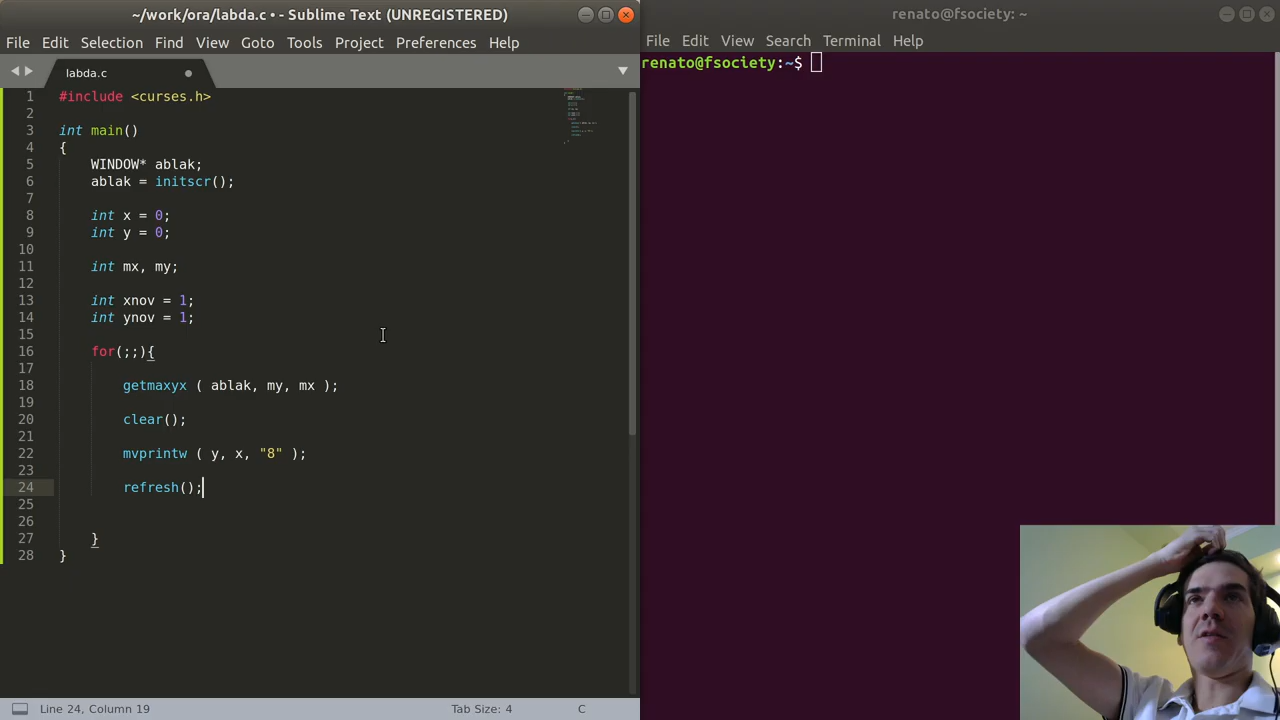 ~/work/ora/labda.c • - Sublime Text (UNREGISTERED)
File Edit Selection Find View Goto Tools Project Preferences Help
labda.c
1 #include <curses.h>
2
3 int main()
4 {
5 WINDOW* ablak;
6 ablak = initscr();
7
8 int x = 0;
9 int y = 0;
10
11 int mx, my;
12
13 int xnov = 1;
14 int ynov = 1;
15
16 for(;;){
17
18 getmaxyx ( ablak, my, mx );
19
20 clear();
21
22 mvprintw ( y, x, "8" );
23
24 refresh();
25
26
27 }
28 }
Line 24, Column 19
Tab Size: 4
C
renato@fsociety: ~
File Edit View Search Terminal Help
renato@fsociety:~$